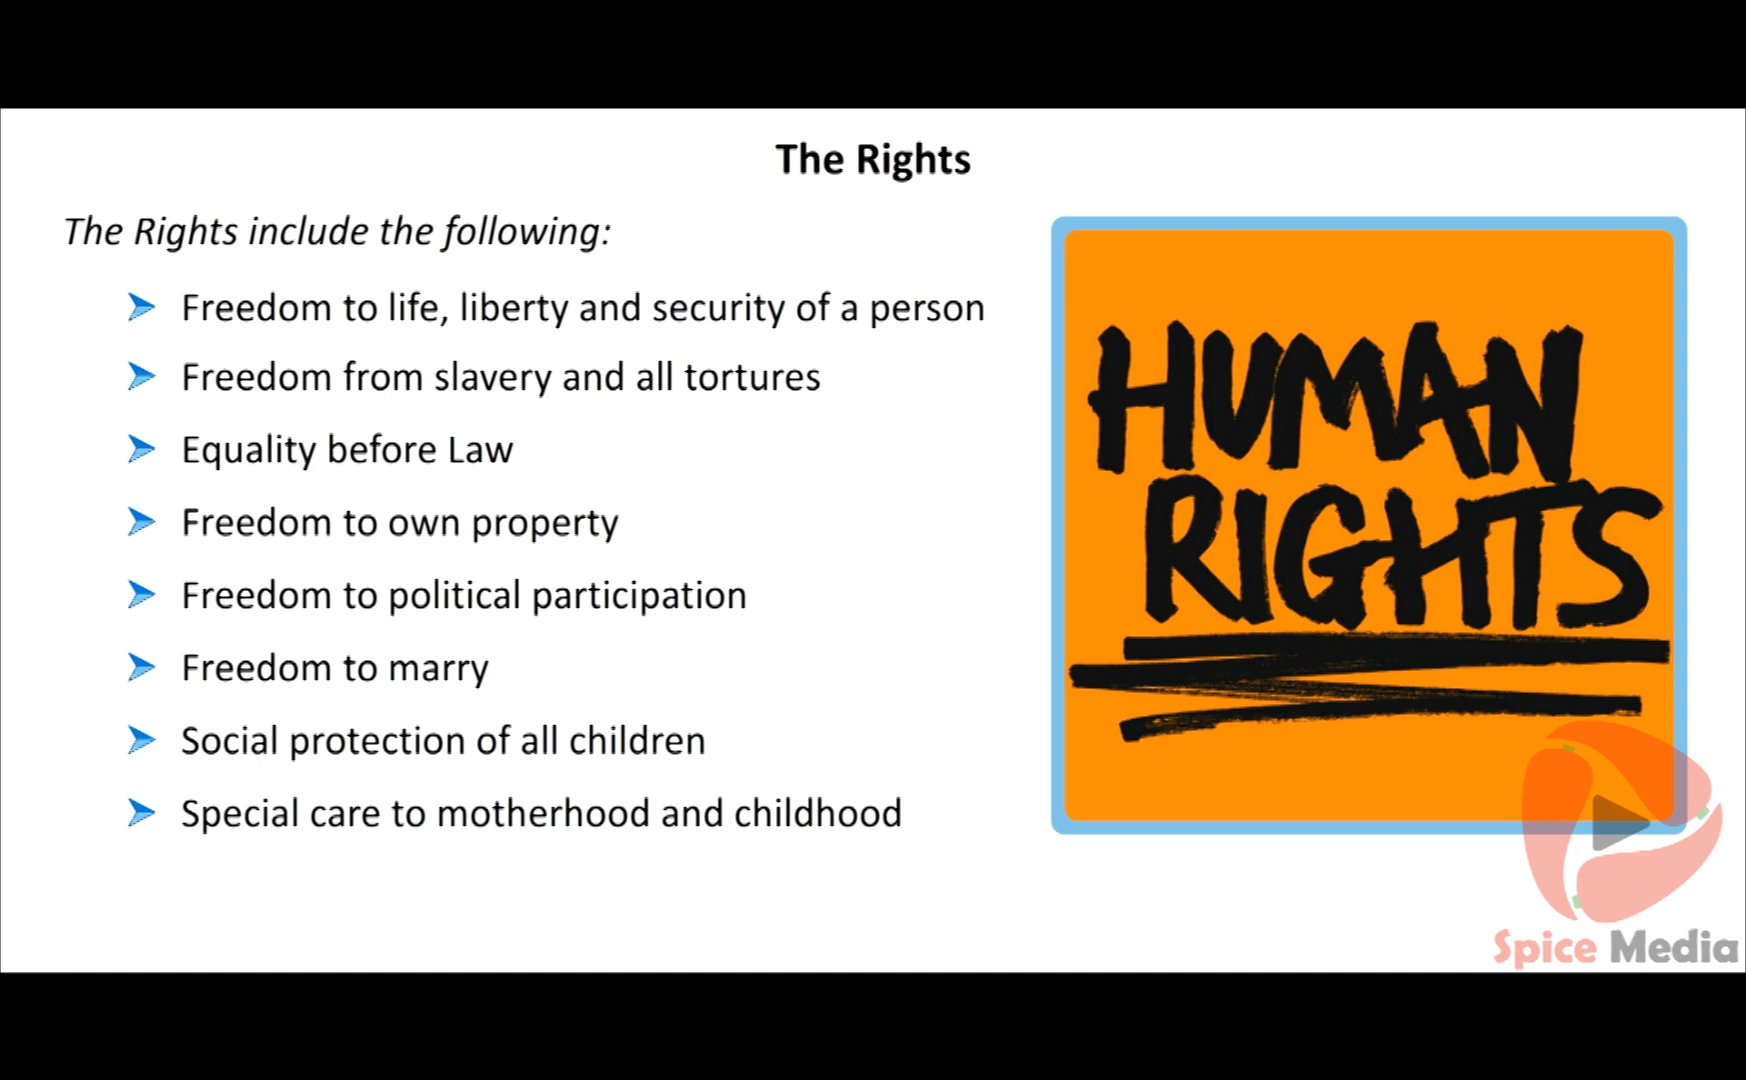 The Rights
The Rights include the following:
Freedom to life, liberty and security of a person
Freedom from slavery and all tortures
Equality before Law
Freedom to own property
Freedom to political participation
Freedom to marry
Social protection of all children
Special care to motherhood and childhood
HUMAN
RIGHTS
Spice Media